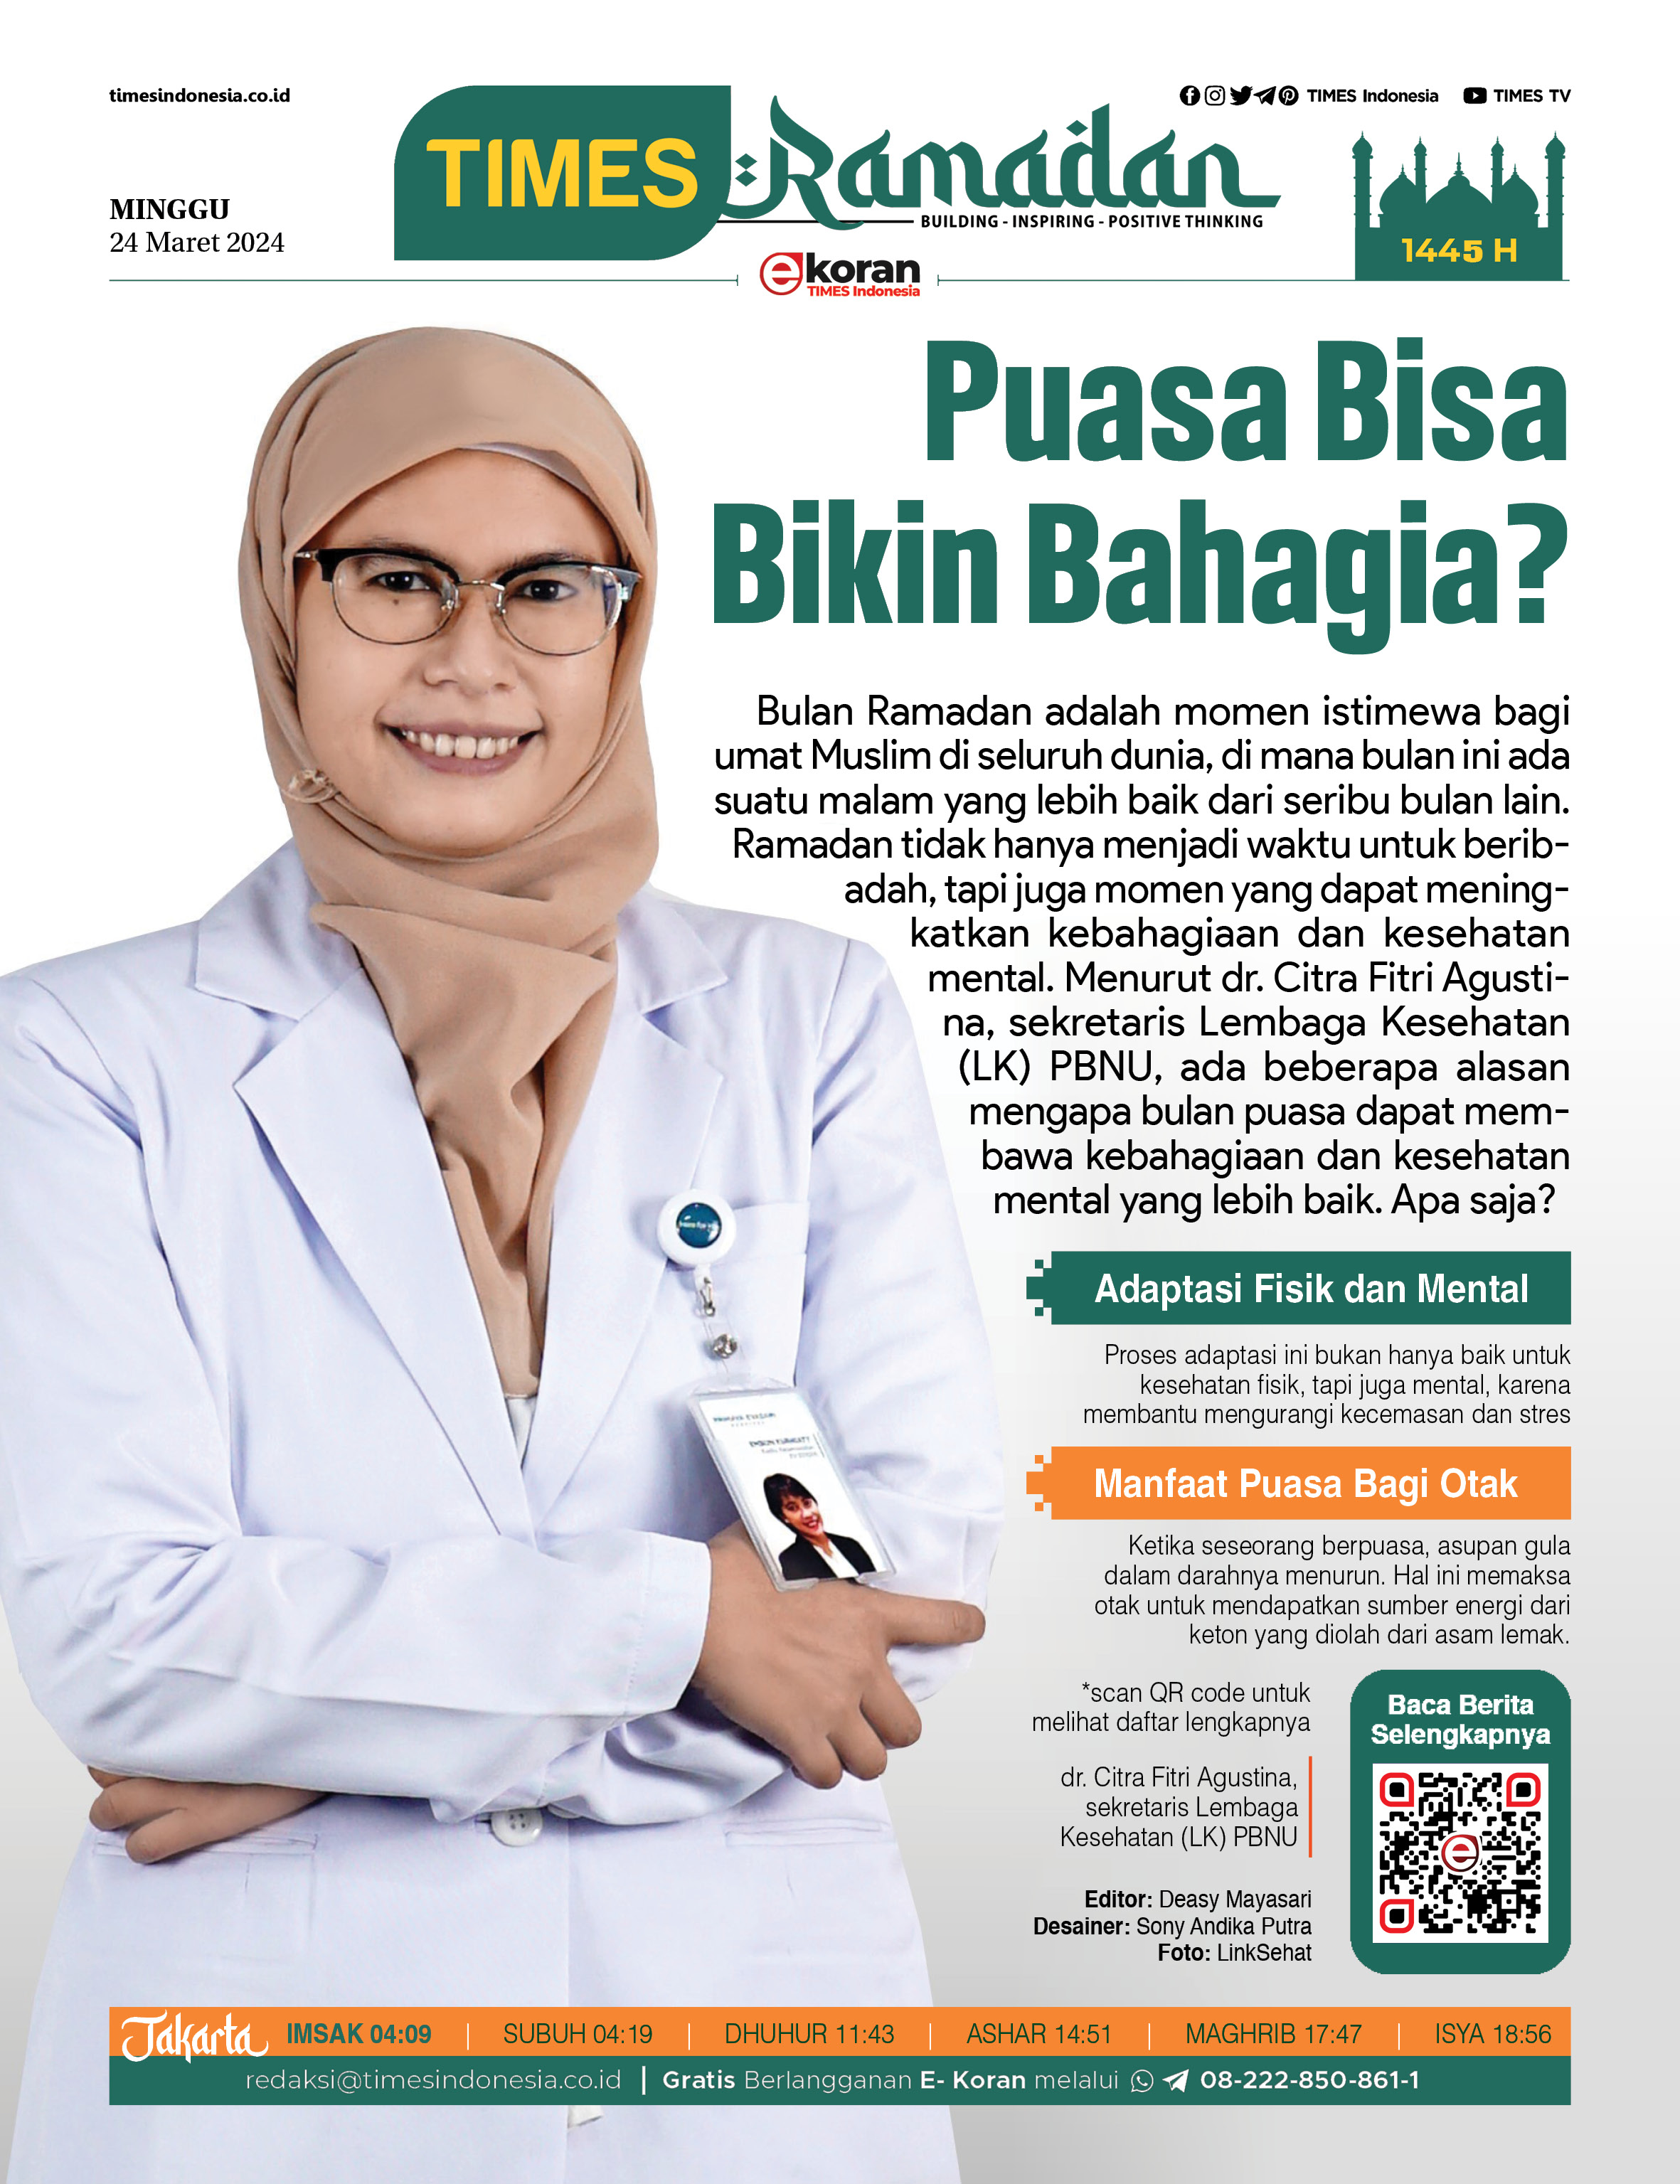 timesindonesia.co.id
TIMES Indonesia
TIMES TV
MINGGU
24 Maret 2024
TIMES
Ramadan
BUILDING - INSPIRING - POSITIVE THINKING
1445 H
ekoran
TIMES Indonesia
Puasa Bisa
Bikin Bahagia?
Bulan Ramadan adalah momen istimewa bagi
umat Muslim di seluruh dunia, di mana bulan ini ada
suatu malam yang lebih baik dari seribu bulan lain.
Ramadan tidak hanya menjadi waktu untuk berib-
adah, tapi juga momen yang dapat mening-
katkan kebahagiaan dan kesehatan
mental. Menurut dr. Citra Fitri Agusti-
na, sekretaris Lembaga Kesehatan
(LK) PBNU, ada beberapa alasan
mengapa bulan puasa dapat mem-
bawa kebahagiaan dan kesehatan
mental yang lebih baik. Apa saja?
Adaptasi Fisik dan Mental
Proses adaptasi ini bukan hanya baik untuk
kesehatan fisik, tapi juga mental, karena
membantu mengurangi kecemasan dan stres
Manfaat Puasa Bagi Otak
Ketika seseorang berpuasa, asupan gula
dalam darahnya menurun. Hal ini memaksa
otak untuk mendapatkan sumber energi dari
keton yang diolah dari asam lemak.
*scan QR code untuk
melihat daftar lengkapnya
dr. Citra Fitri Agustina,
sekretaris Lembaga
Kesehatan (LK) PBNU
Editor: Deasy Mayasari
Desainer: Sony Andika Putra
Foto: LinkSehat
Baca Berita
Selengkapnya
e
Jakarta IMSAK 04:09 | SUBUH 04:19 | DHUHUR 11:43 | ASHAR 14:51 | MAGHRIB 17:47 | ISYA 18:56
redaksi@timesindonesia.co.id | Gratis Berlangganan E- Koran melalui 08-222-850-861-1